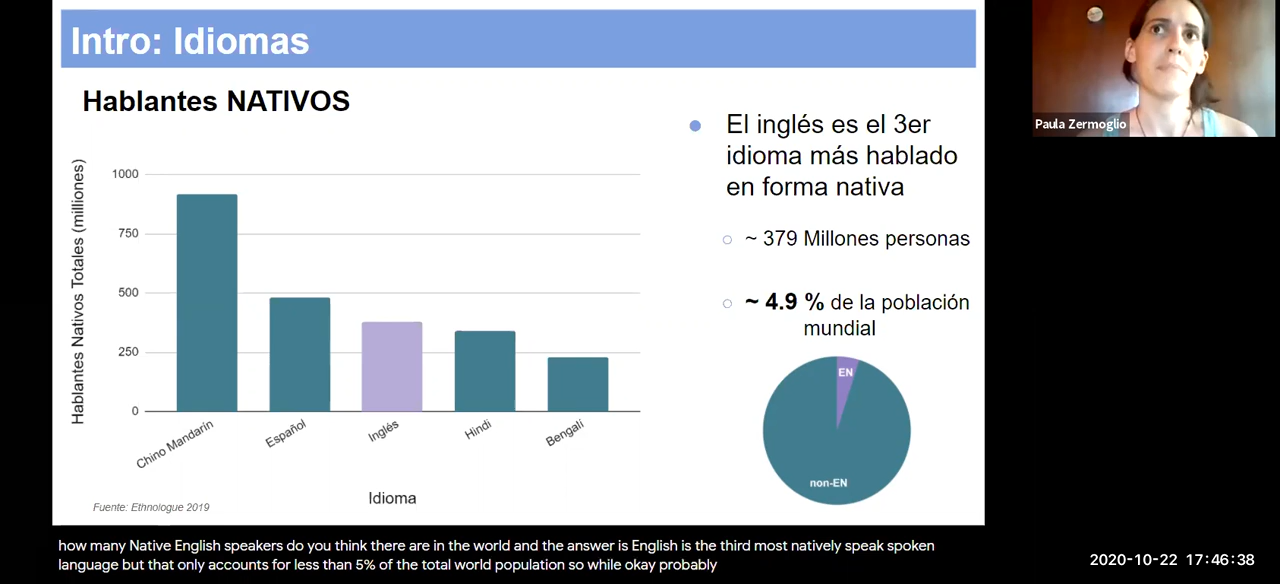 Intro: Idiomas
Hablantes NATIVOS
Hablantes Nativos Totales (milliones)
1000
750
500
250
0
Chino Mandarín
Español
Inglés
Hindi
Bengalí
Idioma
Fuente: Ethnologue 2019
El inglés es el 3er
idioma más hablado
en forma nativa
~ 379 Millones personas
~ 4.9 % de la población
mundial
EN
non-EN
Paula Zermoglio
how many Native English speakers do you think there are in the world and the answer is English is the third most natively speak spoken
language but that only accounts for less than 5% of the total world population so while okay probably
2020-10-22 17:46:38